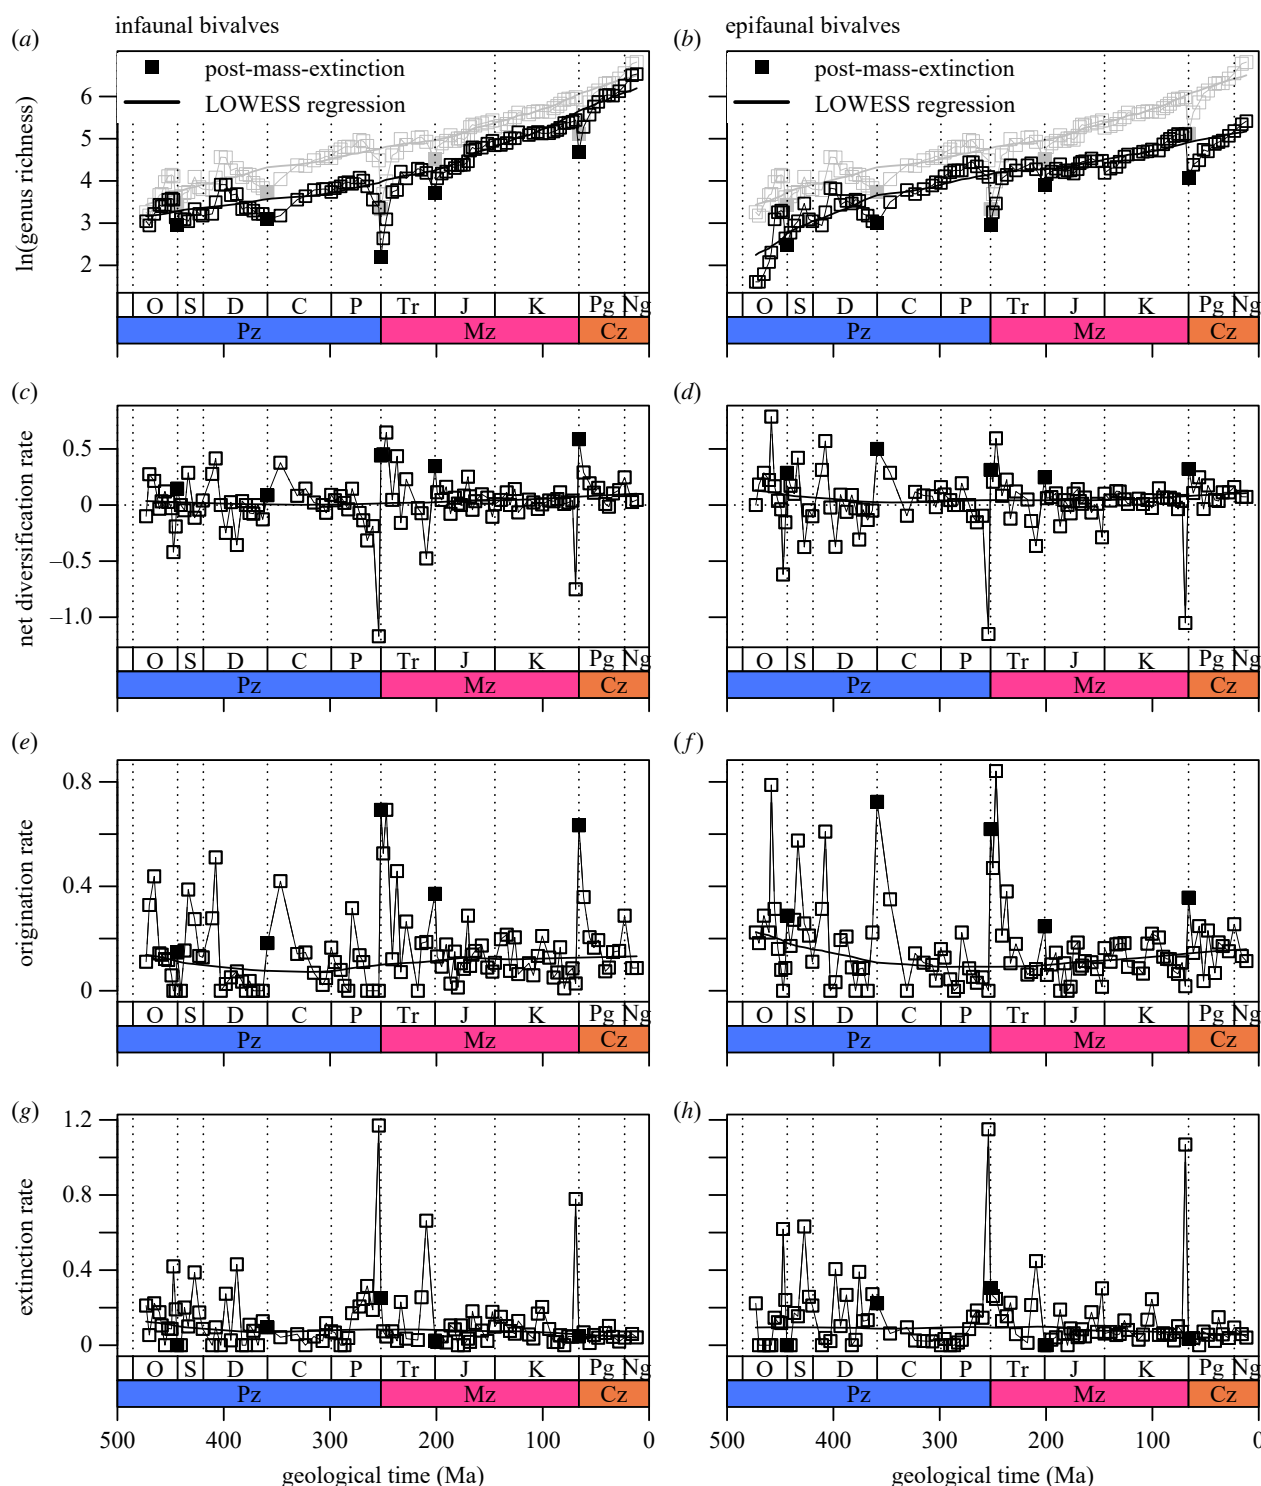 infaunal bivalves
epifaunal bivalves
(a)
(b)
post-mass-extinction
LOWESS regression
post-mass-extinction
LOWESS regression
ln(genus richness)
6
5
4
3
2
O S D C P Tr J K Pg Ng
Pz Mz Cz
O S D C P Tr J K Pg Ng
Pz Mz Cz
(c)
(d)
net diversification rate
0.5
0
–0.5
–1.0
O S D C P Tr J K Pg Ng
Pz Mz Cz
O S D C P Tr J K Pg Ng
Pz Mz Cz
(e)
(f)
origination rate
0.8
0.4
0
O S D C P Tr J K Pg Ng
Pz Mz Cz
O S D C P Tr J K Pg Ng
Pz Mz Cz
(g)
(h)
extinction rate
1.2
0.8
0.4
0
O S D C P Tr J K Pg Ng
Pz Mz Cz
O S D C P Tr J K Pg Ng
Pz Mz Cz
500 400 300 200 100 0
500 400 300 200 100 0
geological time (Ma)
geological time (Ma)